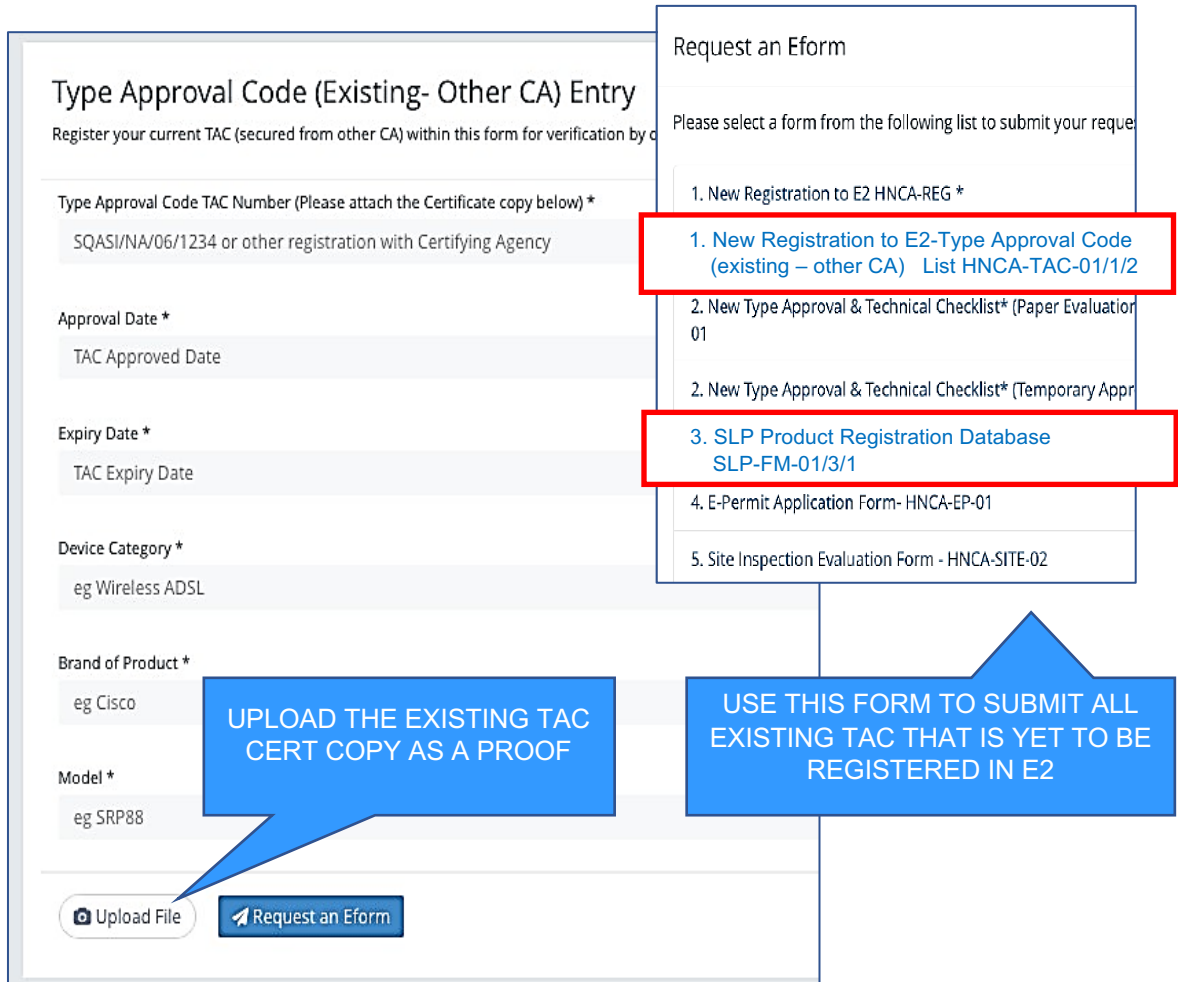 Type Approval Code (Existing- Other CA) Entry
Register your current TAC (secured from other CA) within this form for verification by
Type Approval Code TAC Number (Please attach the Certificate copy below) *
SQASI/NA/06/1234 or other registration with Certifying Agency
Approval Date *
TAC Approved Date
Expiry Date *
TAC Expiry Date
Device Category *
eg Wireless ADSL
Brand of Product *
eg Cisco
Model *
eg SRP88
Upload File
Request an Eform
UPLOAD THE EXISTING TAC
CERT COPY AS A PROOF
Request an Eform
Please select a form from the following list to submit your
1. New Registration to E2 HNCA-REG *
1. New Registration to E2-Type Approval Code
(existing – other CA) List HNCA-TAC-01/1/2
2. New Type Approval & Technical Checklist* (Paper Evaluation
01
2. New Type Approval & Technical Checklist* (Temporary Appr
3. SLP Product Registration Database
SLP-FM-01/3/1
4. E-Permit Application Form- HNCA-EP-01
5. Site Inspection Evaluation Form - HNCA-SITE-02
USE THIS FORM TO SUBMIT ALL
EXISTING TAC THAT IS YET TO BE
REGISTERED IN E2